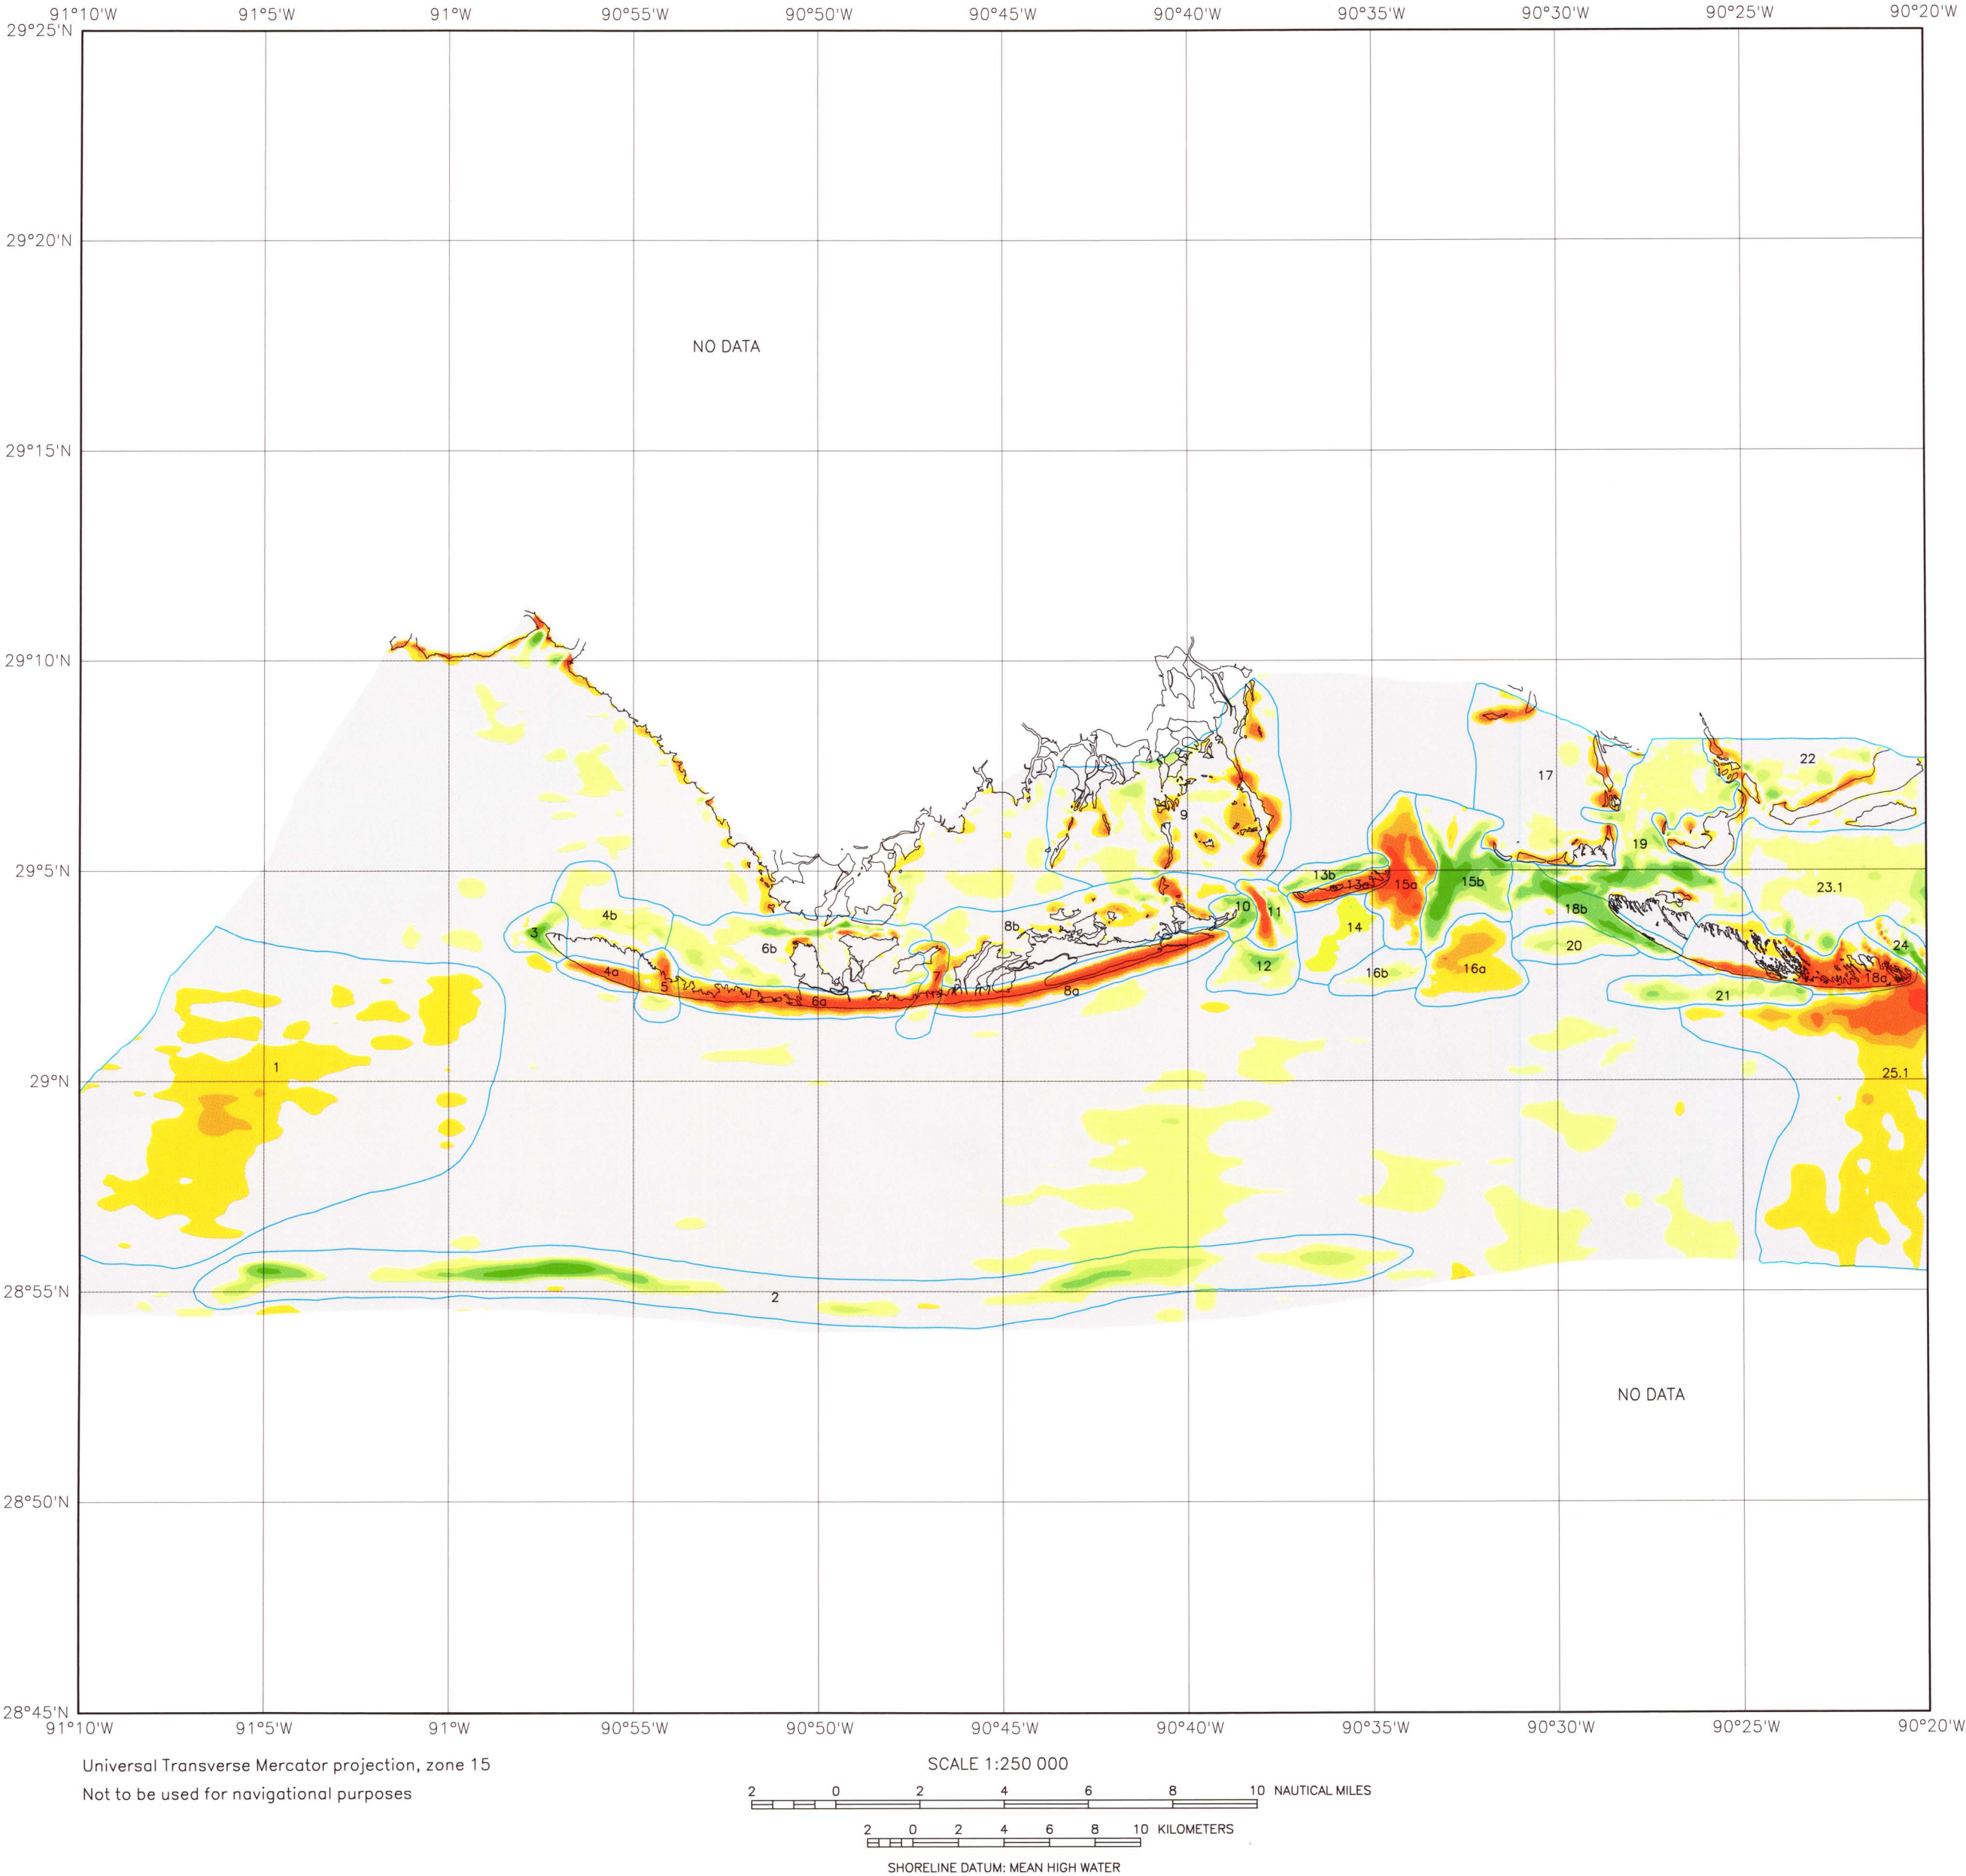 91°10'W 91°5'W 91°W 90°55'W 90°50'W 90°45'W 90°40'W 90°35'W 90°30'W 90°25'W 90°20'W
29°25'N
29°20'N
NO DATA
29°15'N
29°10'N
22
17
9
19
29°5'N
13b
13a 15a 15b
23.1
10 11
18b
4b
8b
14
3
6b
20
24
12
16b 16a
4a
7
18a
5
8a
21
6a
1
25.1
29°N
28°55'N
2
NO DATA
28°50'N
28°45'N
91°10'W 91°5'W 91°W 90°55'W 90°50'W 90°45'W 90°40'W 90°35'W 90°30'W 90°25'W 90°20'W
Universal Transverse Mercator projection, zone 15
SCALE 1:250 000
Not to be used for navigational purposes
2 0 2 4 6 8 10 NAUTICAL MILES
2 0 2 4 6 8 10 KILOMETERS
SHORELINE DATUM: MEAN HIGH WATER